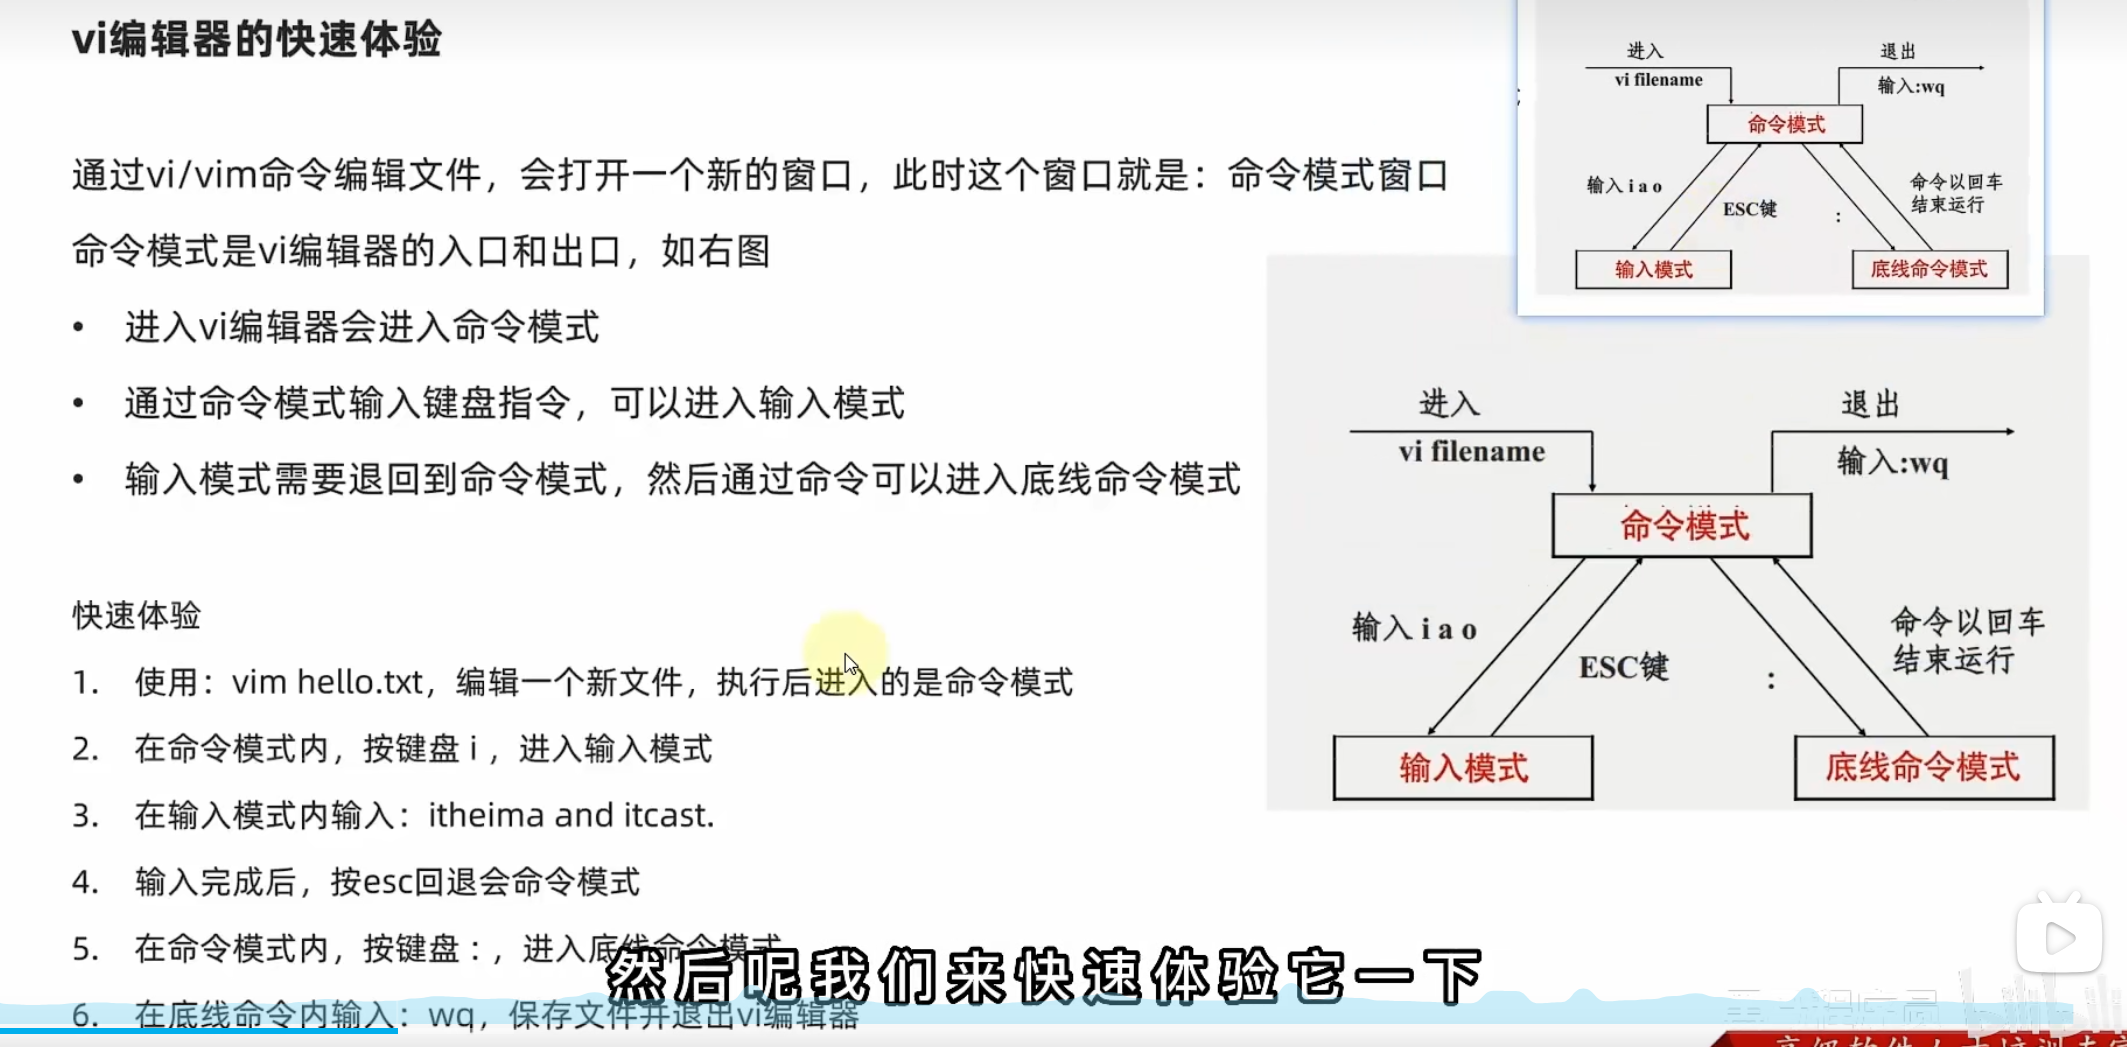 vi编辑器的快速体验
通过vi/vim命令编辑文件，会打开一个新的窗口，此时这个窗口就是：命令模式窗口
命令模式是vi编辑器的入口和出口，如右图
• 进入vi编辑器会进入命令模式
• 通过命令模式输入键盘指令，可以进入输入模式
• 输入模式需要退回到命令模式，然后通过命令可以进入底线命令模式
快速体验
1. 使用：vim hello.txt，编辑一个新文件，执行后进入的是命令模式
2. 在命令模式内，按键盘 i ，进入输入模式
3. 在输入模式内输入：itheima and itcast.
4. 输入完成后，按esc回退会命令模式
5. 在命令模式内，按键盘 : ，进入底线命令模式
6. 在底线命令内输入：wq，保存文件并退出vi编辑器
进入
vi filename
退出
输入:wq
命令模式
输入 i a o
ESC键
:
命令以回车
结束运行
输入模式
底线命令模式
进入
vi filename
退出
输入:wq
命令模式
输入 i a o
ESC键
:
命令以回车
结束运行
输入模式
底线命令模式
然后呢我们来快速体验它一下